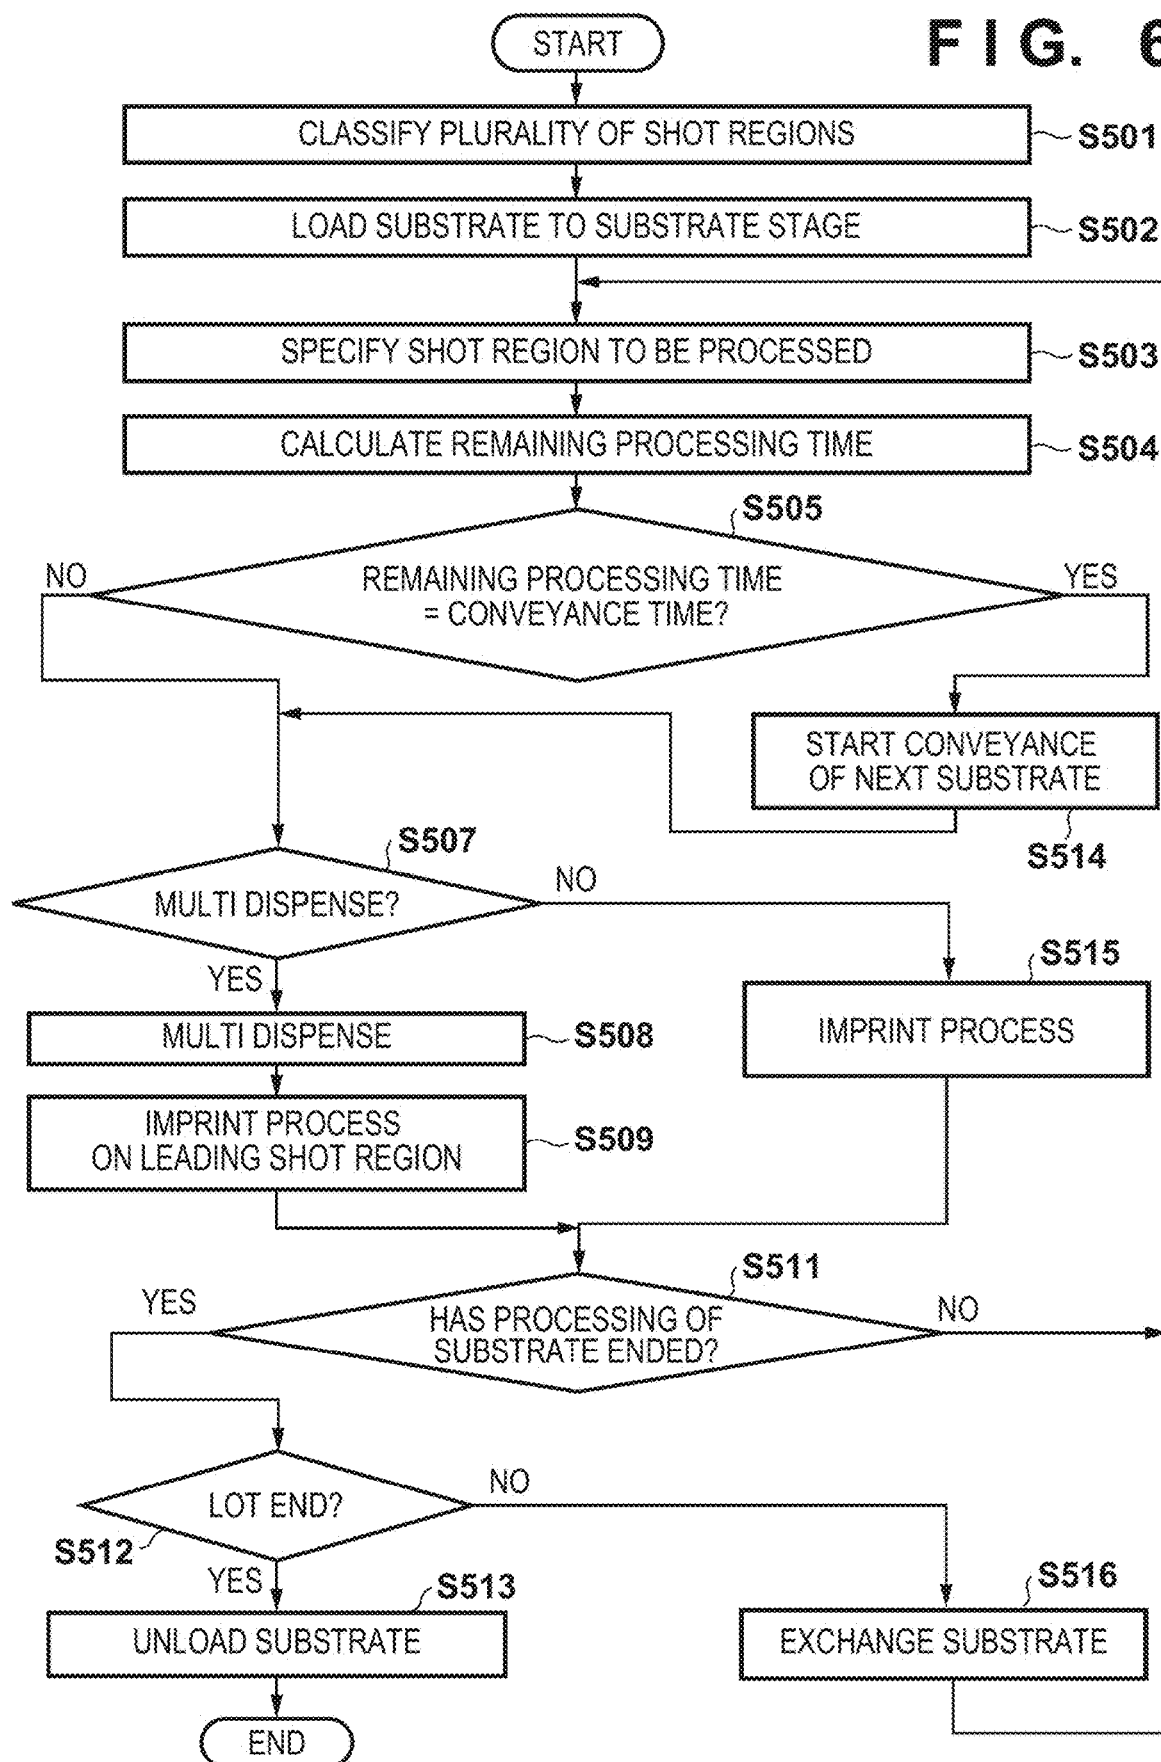 START
FIG. 6
CLASSIFY PLURALITY OF SHOT REGIONS
S501
LOAD SUBSTRATE TO SUBSTRATE STAGE
S502
SPECIFY SHOT REGION TO BE PROCESSED
S503
CALCULATE REMAINING PROCESSING TIME
S504
S505
NO
REMAINING PROCESSING TIME
= CONVEYANCE TIME?
YES
START CONVEYANCE
OF NEXT SUBSTRATE
S514
S507
MULTI DISPENSE?
NO
YES
S515
IMPRINT PROCESS
MULTI DISPENSE
S508
IMPRINT PROCESS
ON LEADING SHOT REGION
S509
S511
YES
HAS PROCESSING OF
SUBSTRATE ENDED?
NO
LOT END?
NO
S512
YES
S513
UNLOAD SUBSTRATE
S516
EXCHANGE SUBSTRATE
END